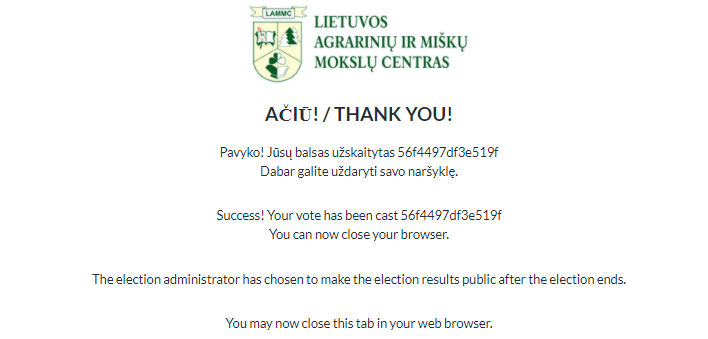 LAMMC
LIETUVOS
AGRARINIŲ IR MIŠKŲ
MOKSLŲ CENTRAS
AČIŪ! / THANK YOU!
Pavyko! Jūsų balsas užskaitytas 56f4497df3e519f
Dabar galite uždaryti savo naršyklę.
Success! Your vote has been cast 56f4497df3e519f
You can now close your browser.
The election administrator has chosen to make the election results public after the election ends.
You may now close this tab in your web browser.